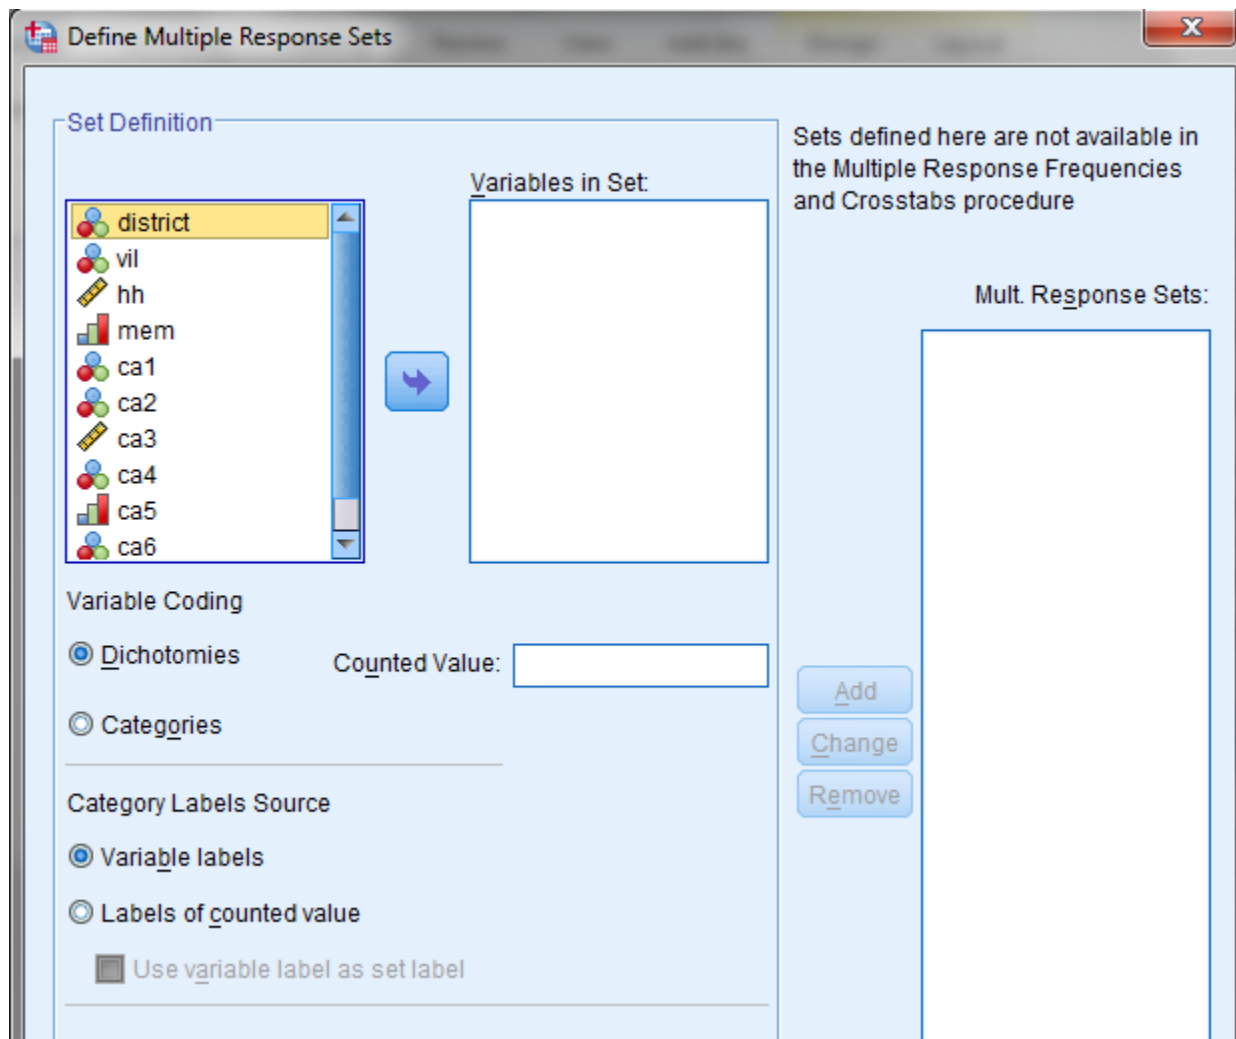 Define Multiple Response Sets
Set Definition
Variables in Set:
district
vil
hh
mem
ca1
ca2
ca3
ca4
ca5
ca6
Variable Coding
Dichotomies
Counted Value:
Categories
Category Labels Source
Variable labels
Labels of counted value
Use variable label as set label
Sets defined here are not available in
the Multiple Response Frequencies
and Crosstabs procedure
Mult. Response Sets:
Add
Change
Remove